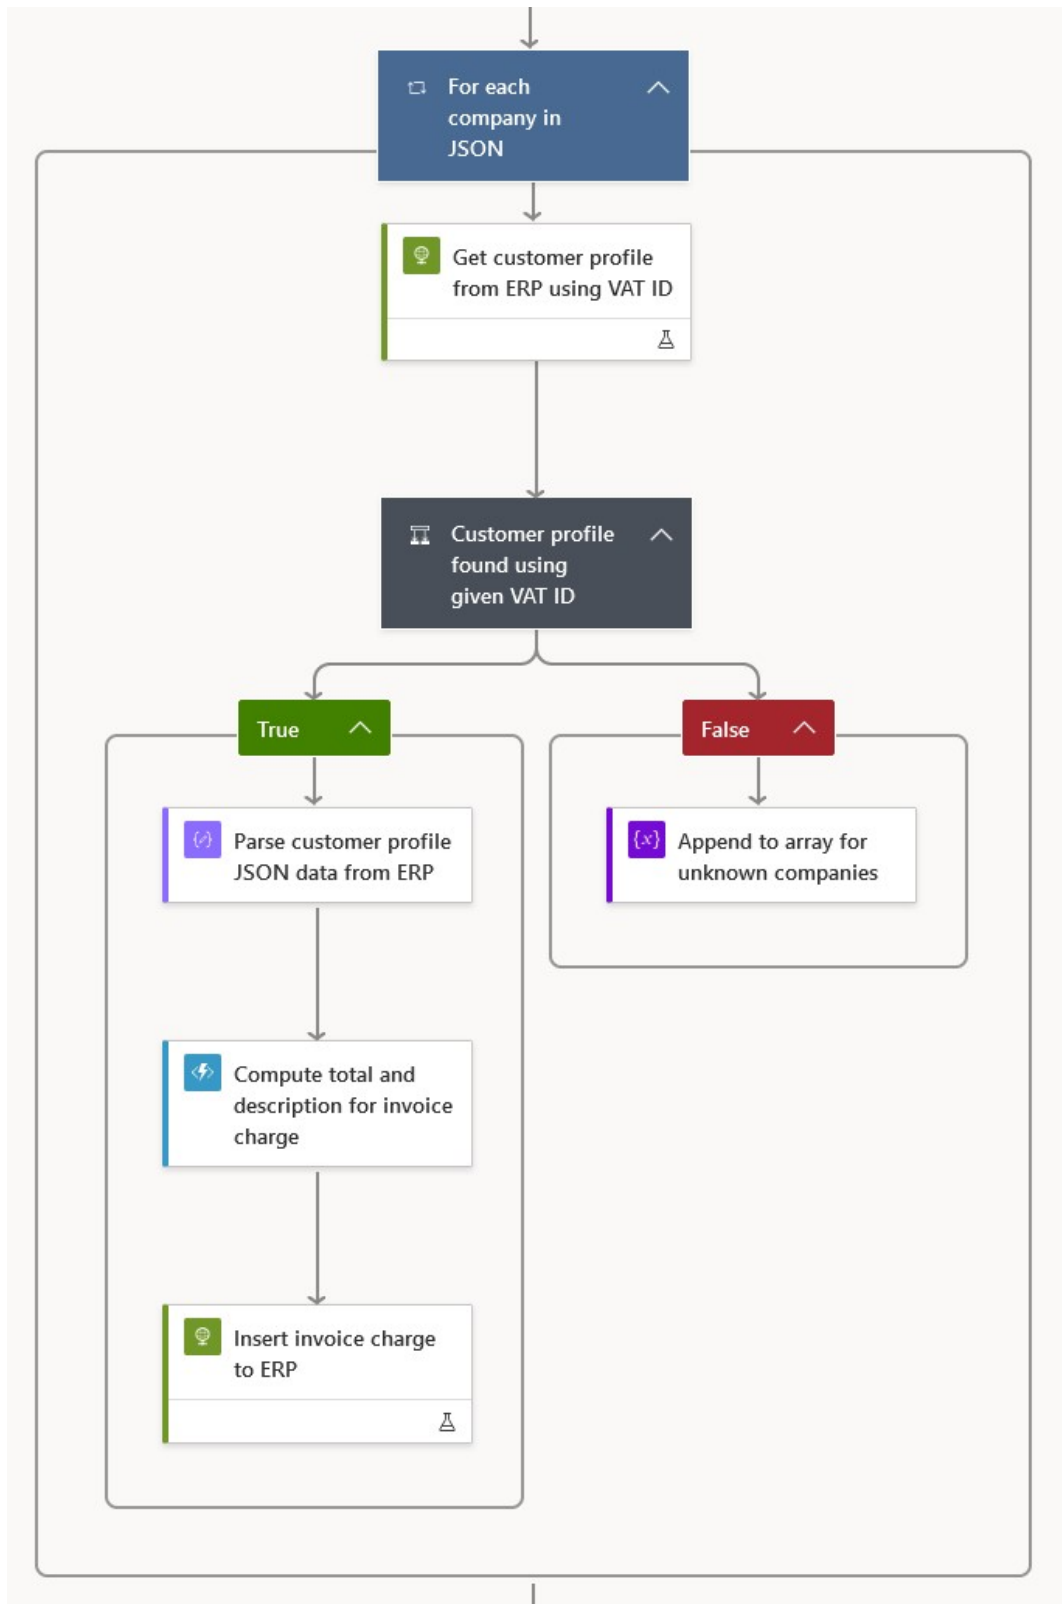 For each
company in
JSON
Get customer profile
from ERP using VAT ID
Customer profile
found using
given VAT ID
True
False
{/}
Parse customer profile
JSON data from ERP
{x}
Append to array for
unknown companies
Compute total and
description for invoice
charge
Insert invoice charge
to ERP